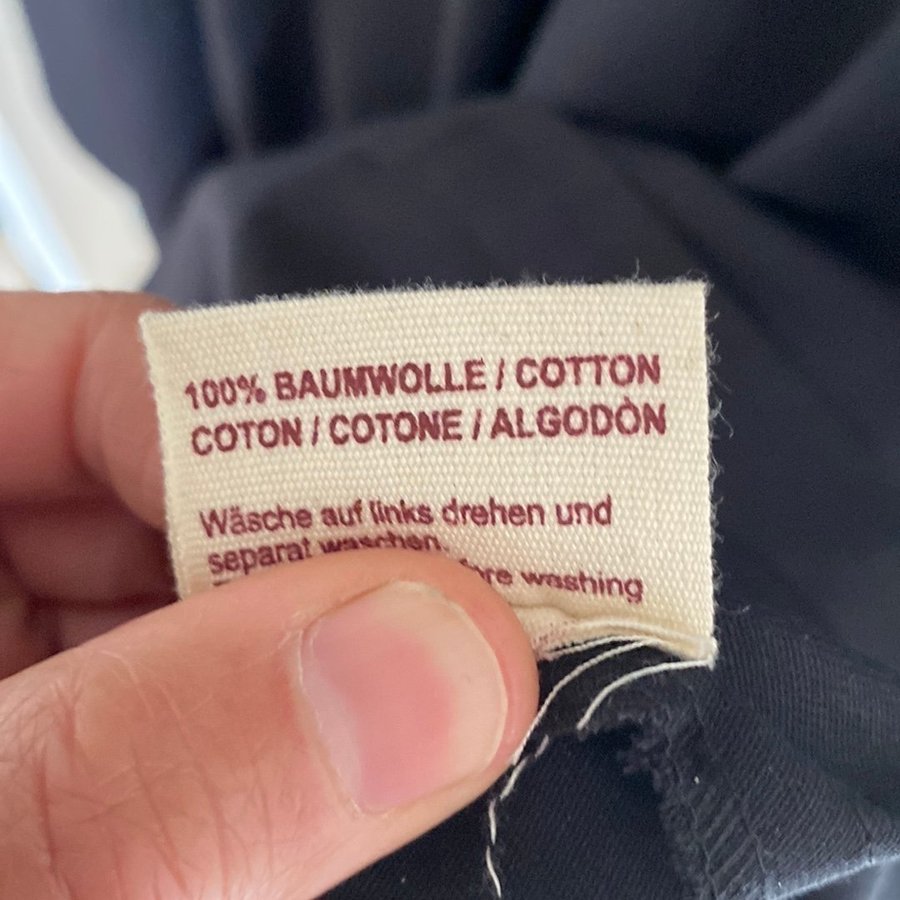 100% BAUMWOLLE / COTTON
COTON / COTONE / ALGODÒN
Wäsche auf links drehen und
separat waschen.
washing